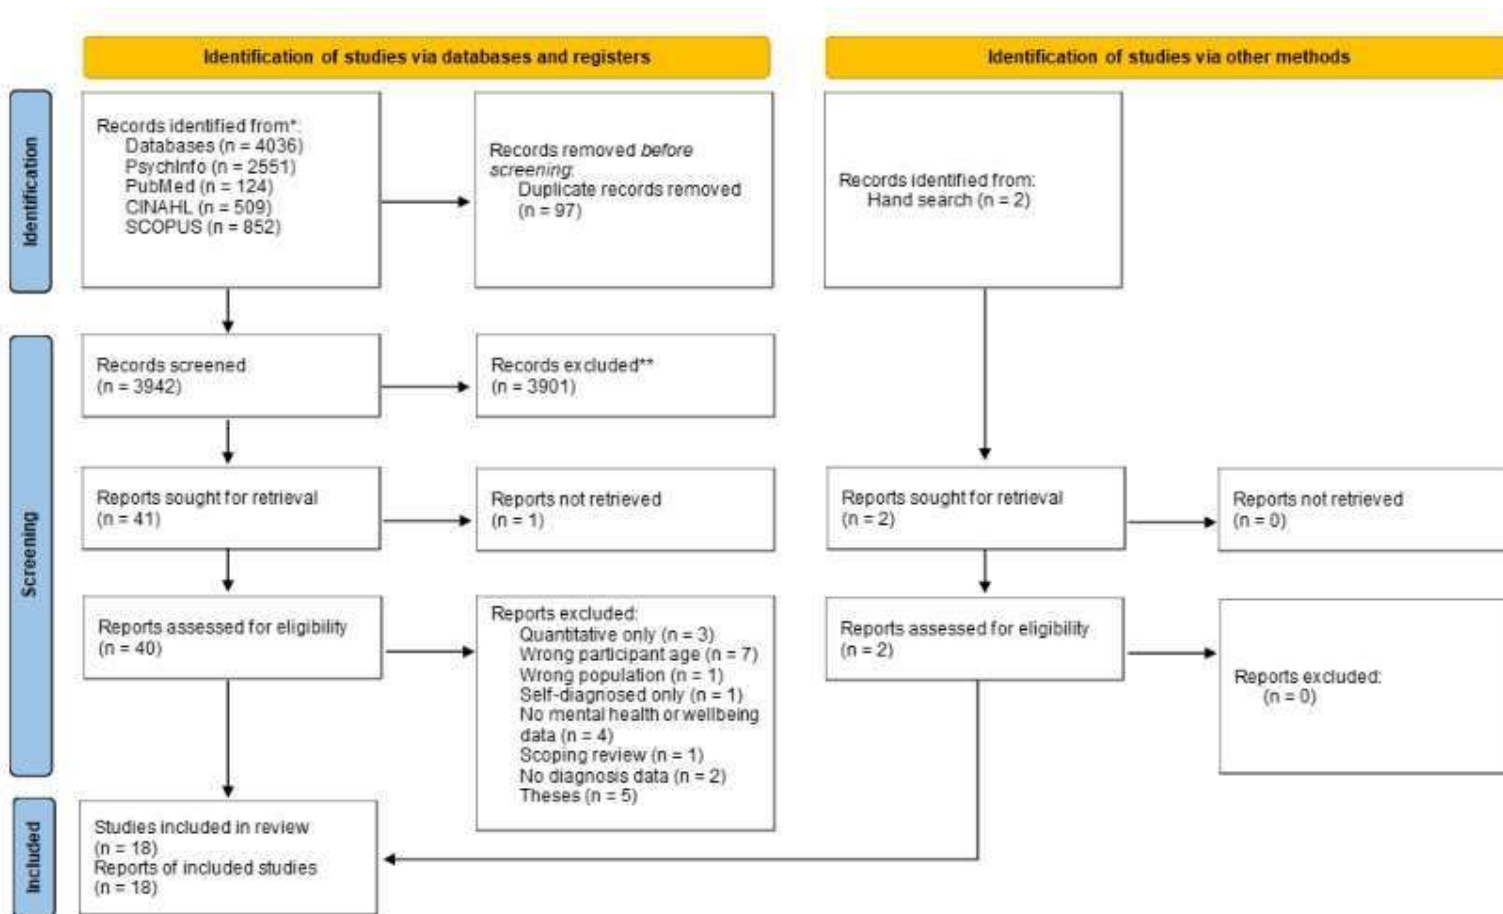 Identification of studies via databases and registers
Identification of studies via other methods
Identification
Records identified from*:
Databases (n = 4036)
PsychInfo (n = 2551)
PubMed (n = 124)
CINAHL (n = 509)
SCOPUS (n = 852)
Records removed before
screening:
Duplicate records removed
(n = 97)
Records identified from:
Hand search (n = 2)
Screening
Records screened
(n = 3942)
Records excluded**
(n = 3901)
Reports sought for retrieval
(n = 41)
Reports not retrieved
(n = 1)
Reports sought for retrieval
(n = 2)
Reports not retrieved
(n = 0)
Reports assessed for eligibility
(n = 40)
Reports excluded:
Quantitative only (n = 3)
Wrong participant age (n = 7)
Wrong population (n = 1)
Self-diagnosed only (n = 1)
No mental health or wellbeing
data (n = 4)
Scoping review (n = 1)
No diagnosis data (n = 2)
Theses (n = 5)
Reports assessed for eligibility
(n = 2)
Reports excluded:
(n = 0)
Included
Studies included in review
(n = 18)
Reports of included studies
(n = 18)